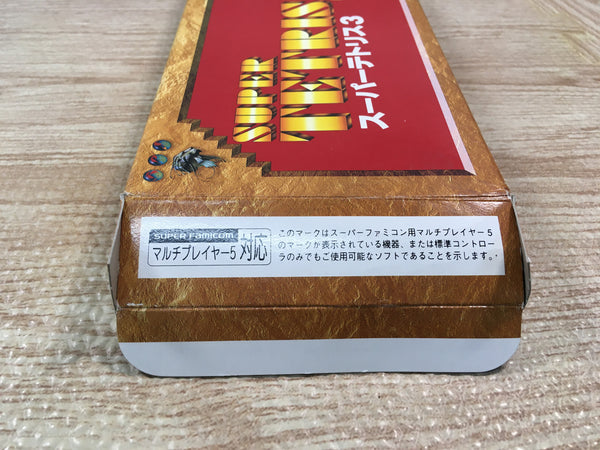 SUPER
TETRIS
スーパーテトリス3
SUPER FAMICOM
マルチプレイヤー5 対応
このマークはスーパーファミコン用マルチプレイヤー5
のマークが表示されている機器、または標準コントロー
ラのみでもご使用可能なソフトであることを示します。